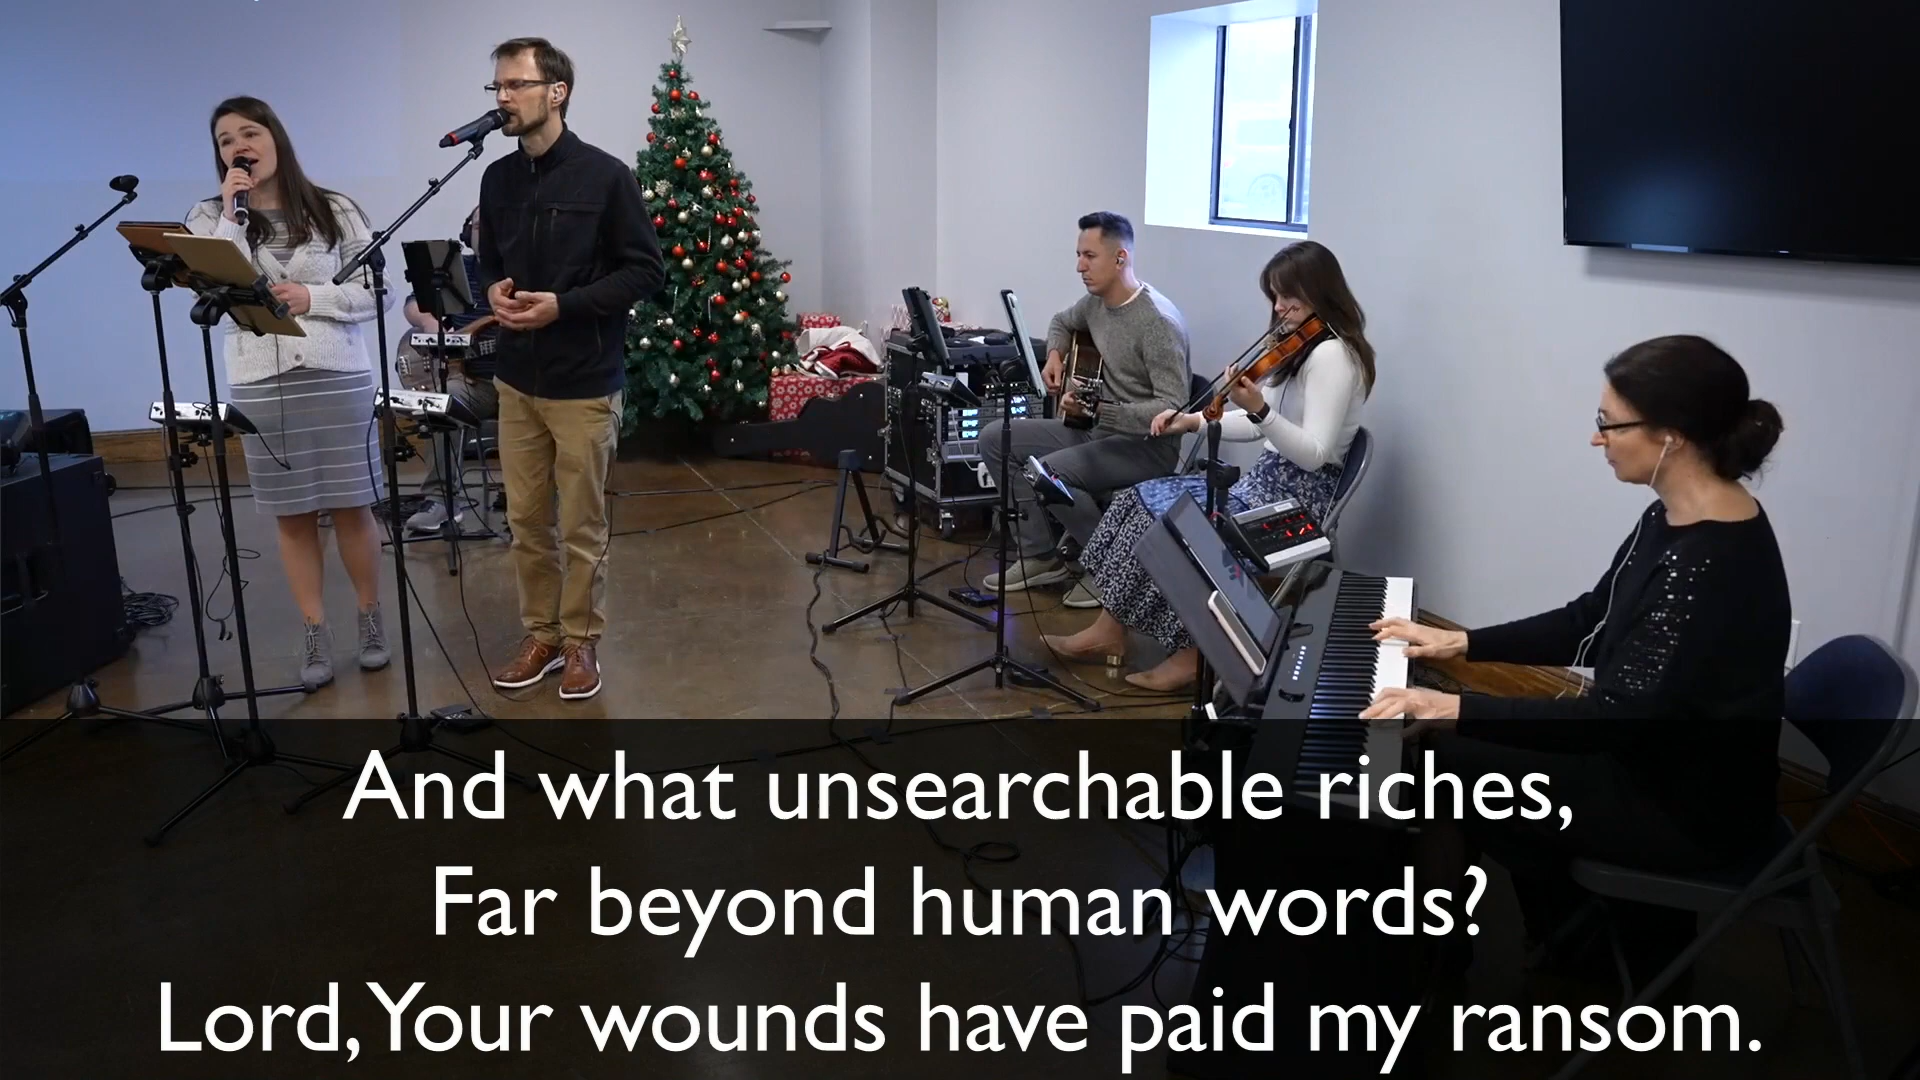 And what unsearchable riches,
Far beyond human words?
Lord, Your wounds have paid my ransom.